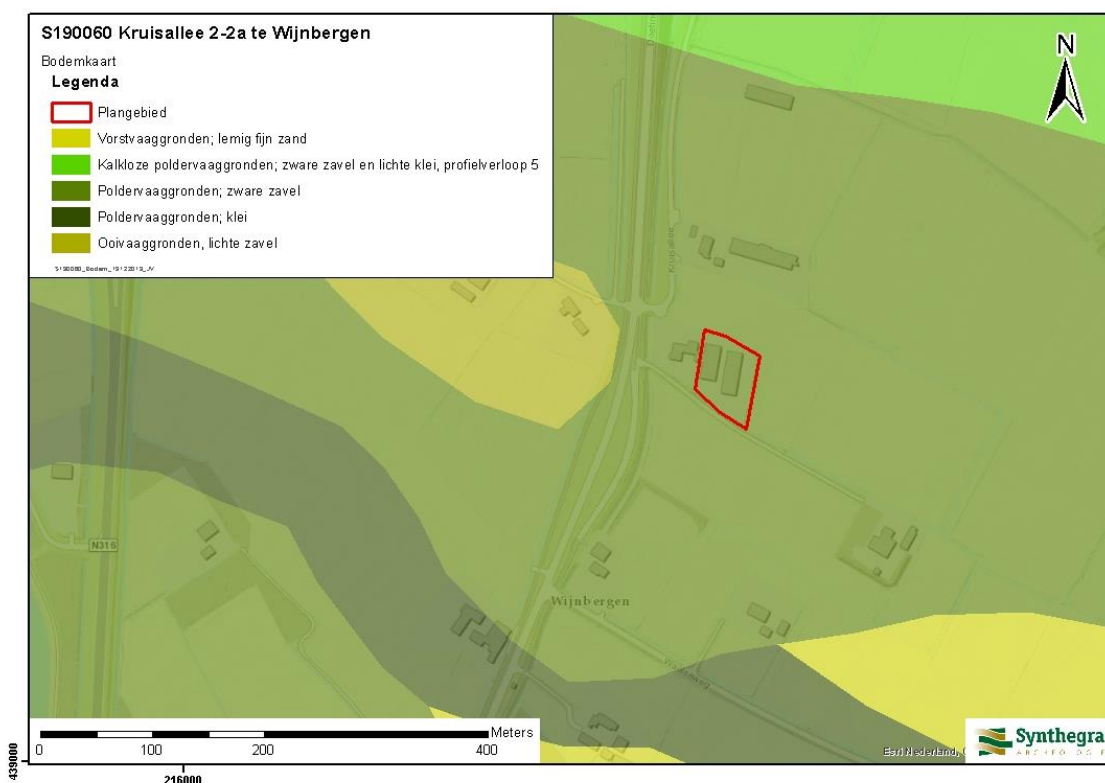 S190060 Kruisallee 2-2a te Wijnbergen
Bodemkaart
Legenda
Plangebied
Vorstvaaggronden; lemig fijn zand
Kalkloze poldervaaggronden; zware zavel en lichte klei, profielverloop 5
Poldervaaggronden; zware zavel
Poldervaaggronden; klei
Ooivaaggronden, lichte zavel
N
Kruisallee
N316
Wijnbergen
Meters
0 100 200 400
Esri Nederland,
Synthegra
439000
216000